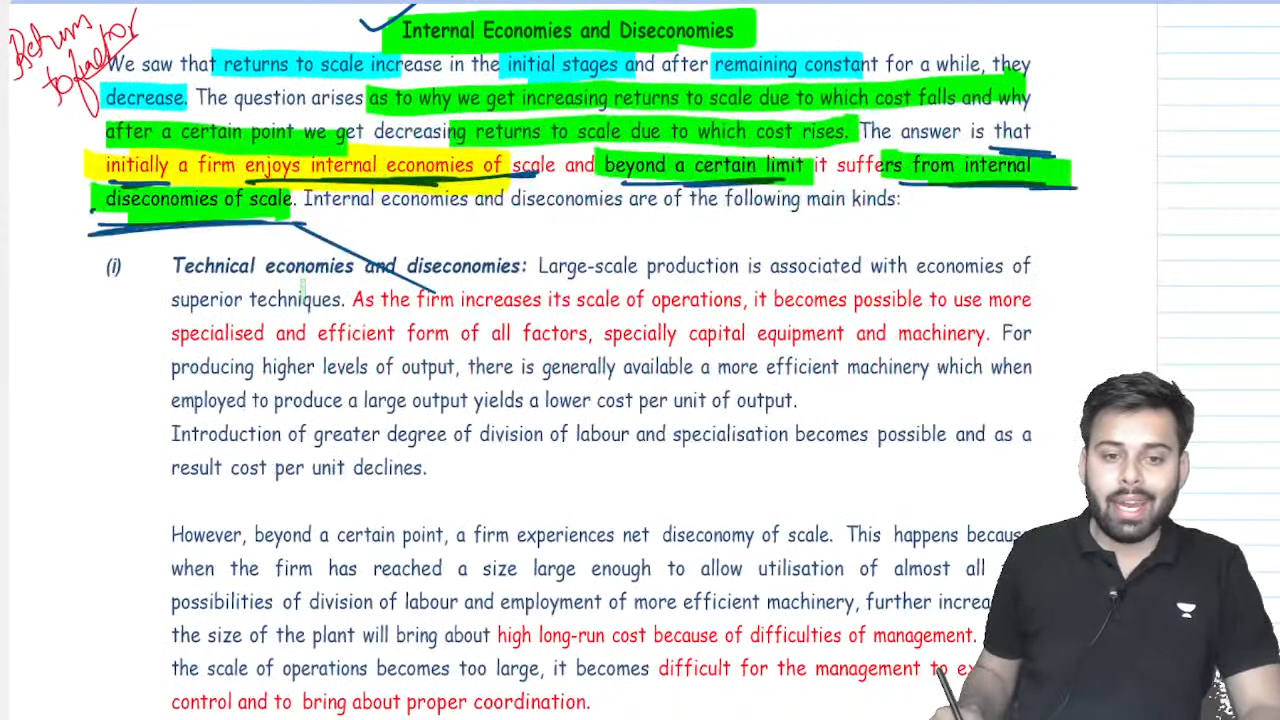 Return
to factor
Internal Economies and Diseconomies
We saw that returns to scale increase in the initial stages and after remaining constant for a while, they
decrease. The question arises as to why we get increasing returns to scale due to which cost falls and why
after a certain point we get decreasing returns to scale due to which cost rises. The answer is that
initially a firm enjoys internal economies of scale and beyond a certain limit it suffers from internal
diseconomies of scale. Internal economies and diseconomies are of the following main kinds:
(i) Technical economies and diseconomies: Large-scale production is associated with economies of
superior techniques. As the firm increases its scale of operations, it becomes possible to use more
specialised and efficient form of all factors, specially capital equipment and machinery. For
producing higher levels of output, there is generally available a more efficient machinery which when
employed to produce a large output yields a lower cost per unit of output.
Introduction of greater degree of division of labour and specialisation becomes possible and as a
result cost per unit declines.
However, beyond a certain point, a firm experiences net diseconomy of scale. This happens because
when the firm has reached a size large enough to allow utilisation of almost all
possibilities of division of labour and employment of more efficient machinery, further
the size of the plant will bring about high long-run cost because of difficulties of management.
the scale of operations becomes too large, it becomes difficult for the management to
control and to bring about proper coordination.